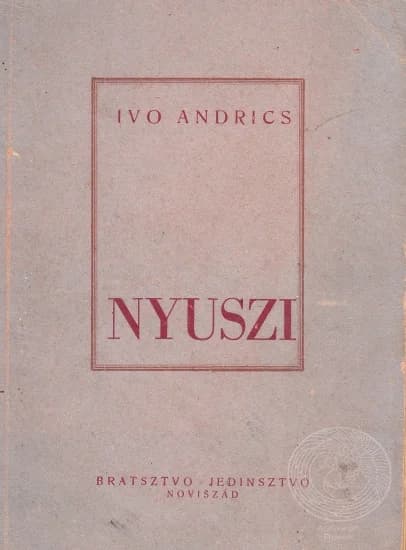 IVO ANDRICS
NYUSZI
BRATSZTVO - JEDINSZTVO
NOVISZÁD